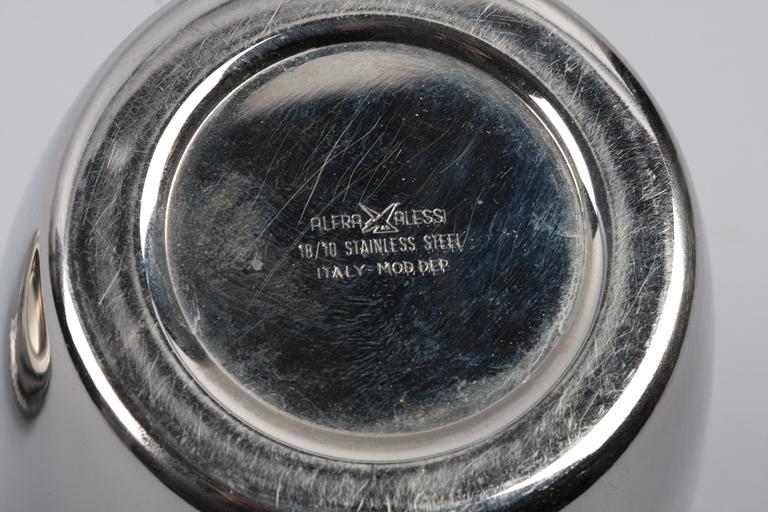 ALFRA ALESSI
18/10 STAINLESS STEEL
ITALY-MOD.DEP.